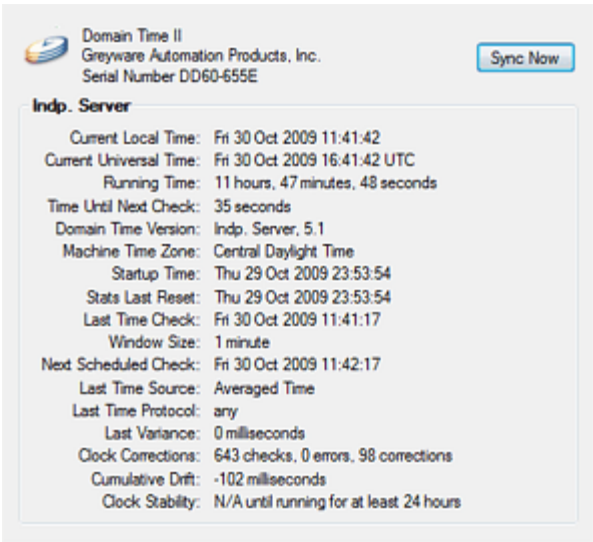 Domain Time II
Greyware Automation Products, Inc.
Serial Number DD60-655E
Sync Now
Indp. Server
Current Local Time: Fri 30 Oct 2009 11:41:42
Current Universal Time: Fri 30 Oct 2009 16:41:42 UTC
Running Time: 11 hours, 47 minutes, 48 seconds
Time Until Next Check: 35 seconds
Domain Time Version: Indp. Server, 5.1
Machine Time Zone: Central Daylight Time
Startup Time: Thu 29 Oct 2009 23:53:54
Stats Last Reset: Thu 29 Oct 2009 23:53:54
Last Time Check: Fri 30 Oct 2009 11:41:17
Window Size: 1 minute
Next Scheduled Check: Fri 30 Oct 2009 11:42:17
Last Time Source: Averaged Time
Last Time Protocol: any
Last Variance: 0 milliseconds
Clock Corrections: 643 checks, 0 errors, 98 corrections
Cumulative Drift: -102 milliseconds
Clock Stability: N/A until running for at least 24 hours